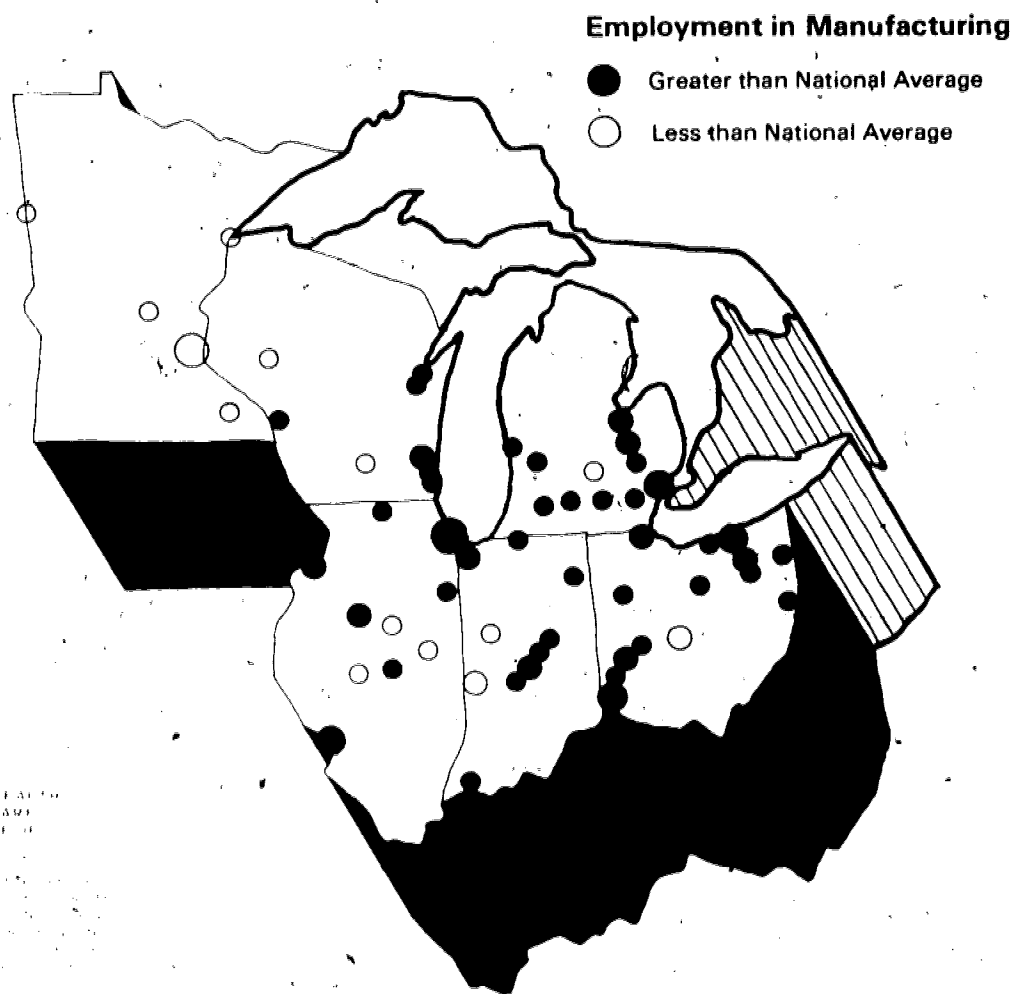 Employment in Manufacturing
Greater than National Average
Less than National Average